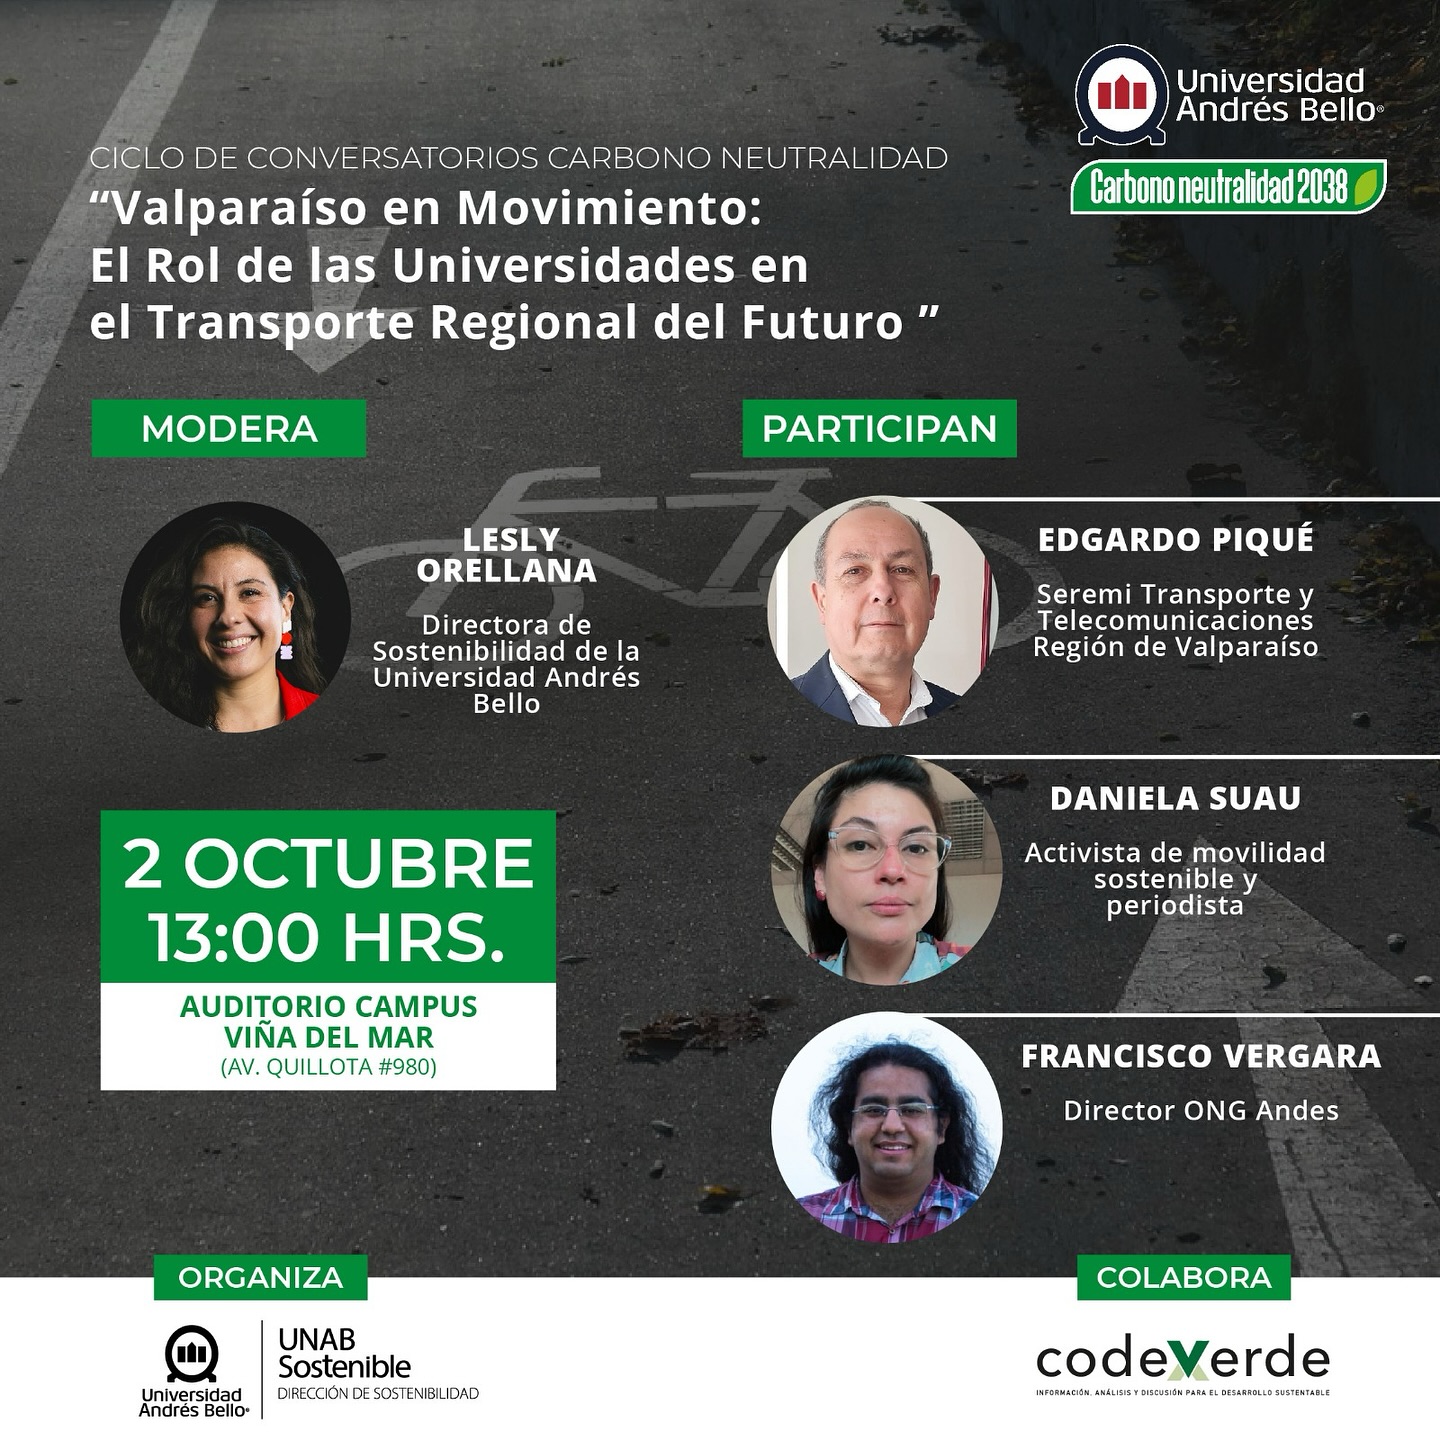 Universidad
Andrés Bello®
Carbono neutralidad 2038
CICLO DE CONVERSATORIOS CARBONO NEUTRALIDAD
“Valparaíso en Movimiento:
El Rol de las Universidades en
el Transporte Regional del Futuro ”
MODERA
LESLY
ORELLANA
Directora de
Sostenibilidad de la
Universidad Andrés
Bello
PARTICIPAN
EDGARDO PIQUÉ
Seremi Transporte y
Telecomunicaciones
Región de Valparaíso
DANIELA SUAU
Activista de movilidad
sostenible y
periodista
FRANCISCO VERGARA
Director ONG Andes
2 OCTUBRE
13:00 HRS.
AUDITORIO CAMPUS
VIÑA DEL MAR
(AV. QUILLOTA #980)
ORGANIZA
Universidad
Andrés Bello®
UNAB
Sostenible
DIRECCIÓN DE SOSTENIBILIDAD
COLABORA
codeverde
INFORMACIÓN, ANÁLISIS Y DISCUSIÓN PARA EL DESARROLLO SUSTENTABLE